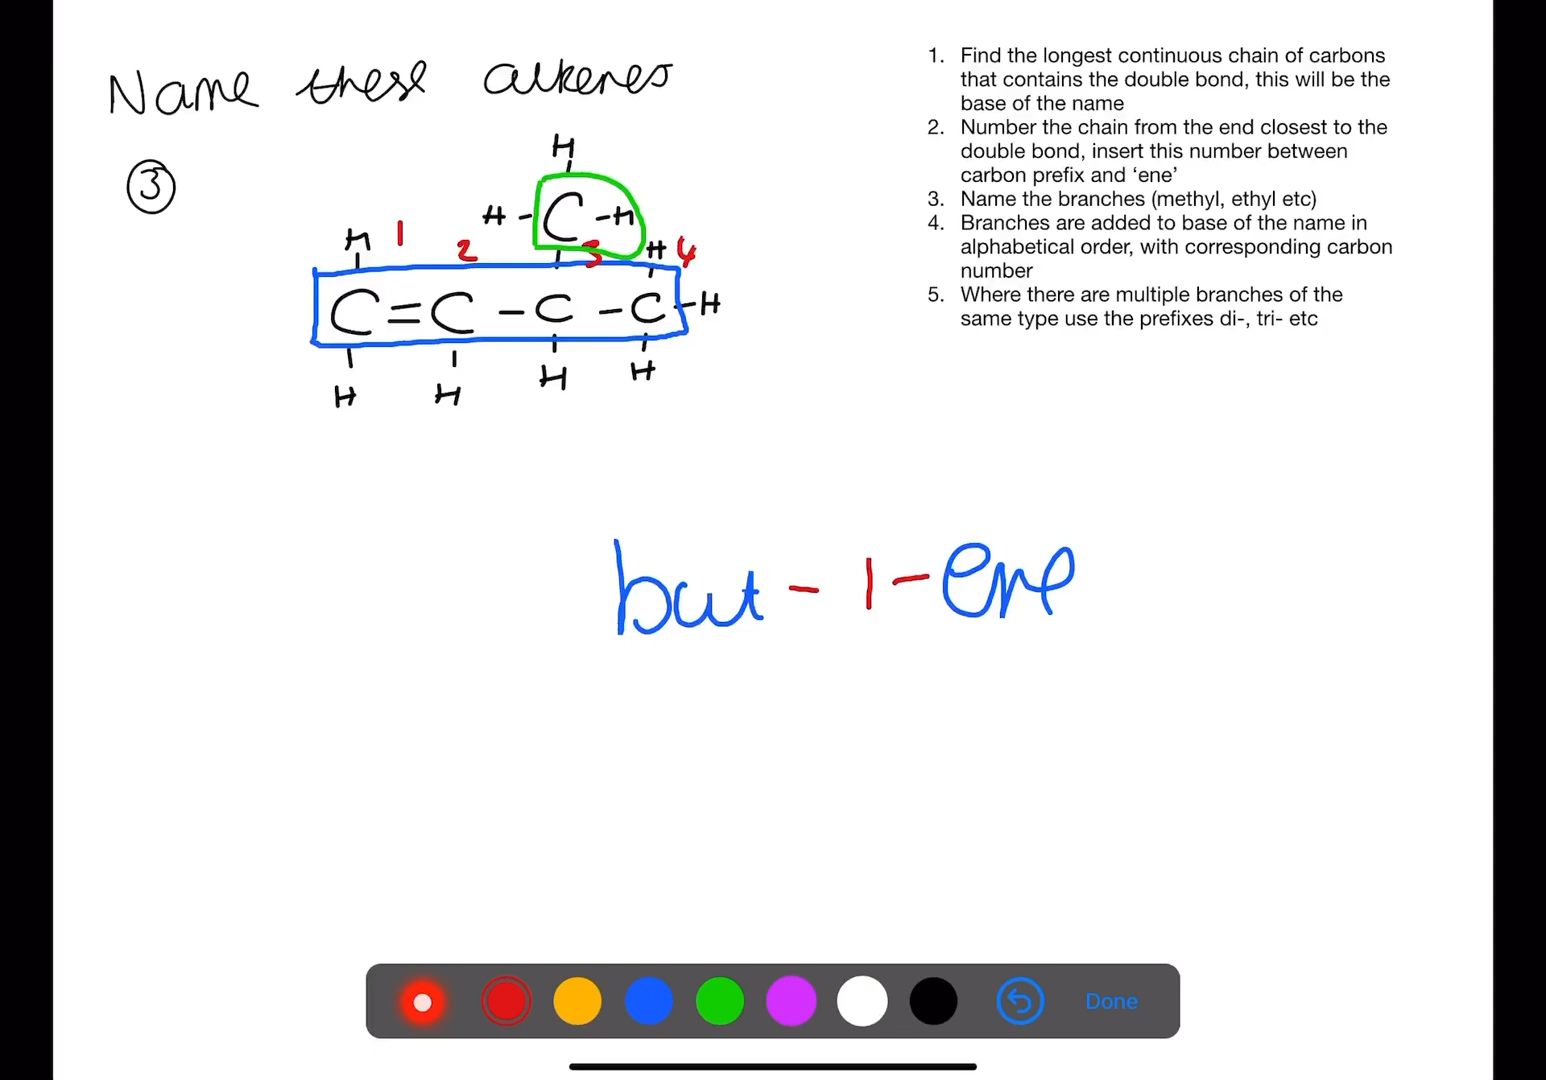 Name these alkenes
③
H
H - C - H
H 1 2 3 H 4
C = C - C - C - H
H H H H
but - 1 - ene
1. Find the longest continuous chain of carbons
that contains the double bond, this will be the
base of the name
2. Number the chain from the end closest to the
double bond, insert this number between
carbon prefix and ‘ene’
3. Name the branches (methyl, ethyl etc)
4. Branches are added to base of the name in
alphabetical order, with corresponding carbon
number
5. Where there are multiple branches of the
same type use the prefixes di-, tri- etc
Done